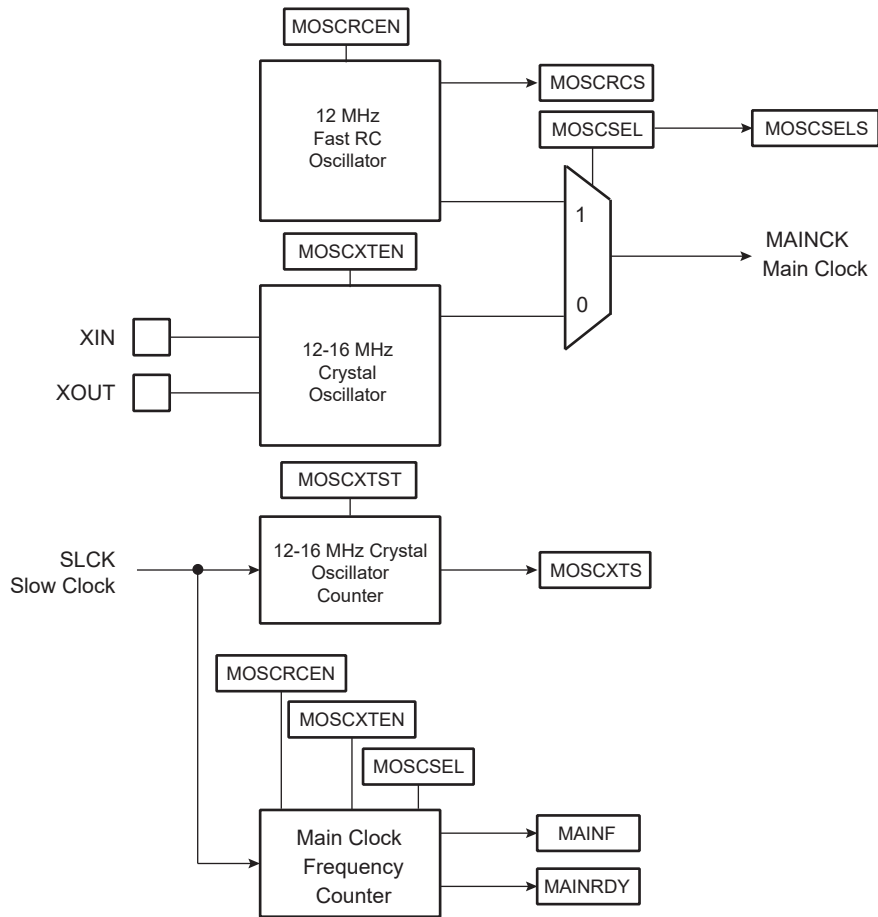 MOSCRCEN
12 MHz
Fast RC
Oscillator
MOSCRCS
MOSCSEL
MOSCSELS
1
0
MAINCK
Main Clock
MOSCXTEN
XIN
XOUT
12-16 MHz
Crystal
Oscillator
MOSCXTST
SLCK
Slow Clock
12-16 MHz Crystal
Oscillator
Counter
MOSCXTS
MOSCRCEN
MOSCXTEN
MOSCSEL
Main Clock
Frequency
Counter
MAINF
MAINRDY